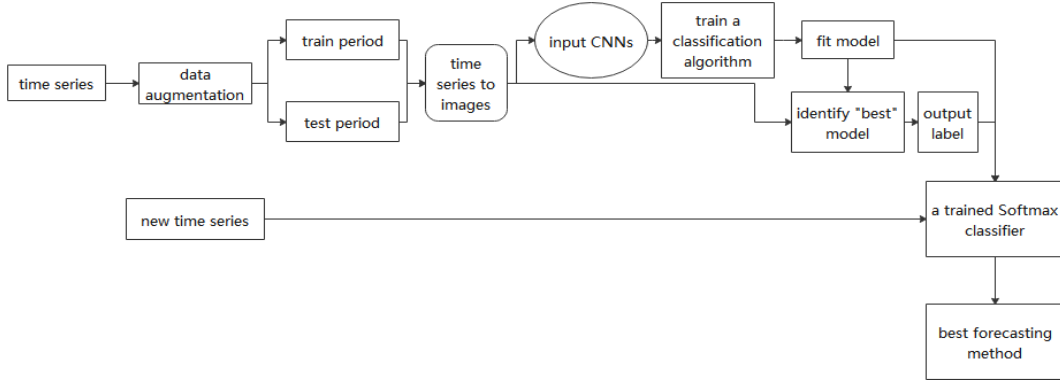 time series
data
augmentation
train period
test period
time
series to
images
input CNNs
train a
classification
algorithm
fit model
identify "best"
model
output
label
new time series
a trained Softmax
classifier
best forecasting
method